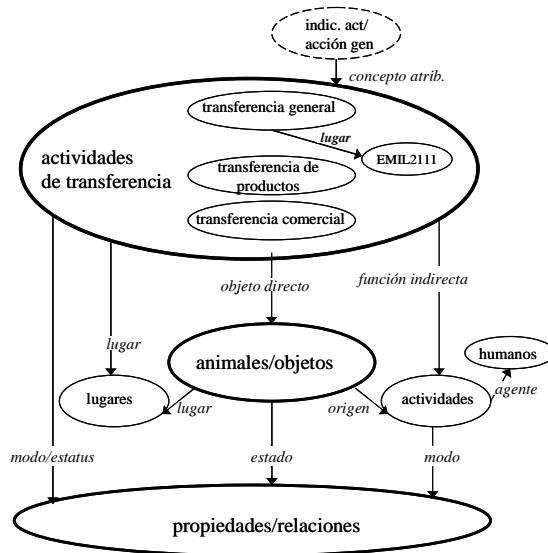 indic. act/
acción gen
concepto atrib.
transferencia general
lugar
EMIL2111
actividades
de transferencia
transferencia de
productos
transferencia comercial
función indirecta
objeto directo
lugar
animales/objetos
humanos
lugares
lugar
origen
actividades
agente
modo/estatus
estado
modo
propiedades/relaciones